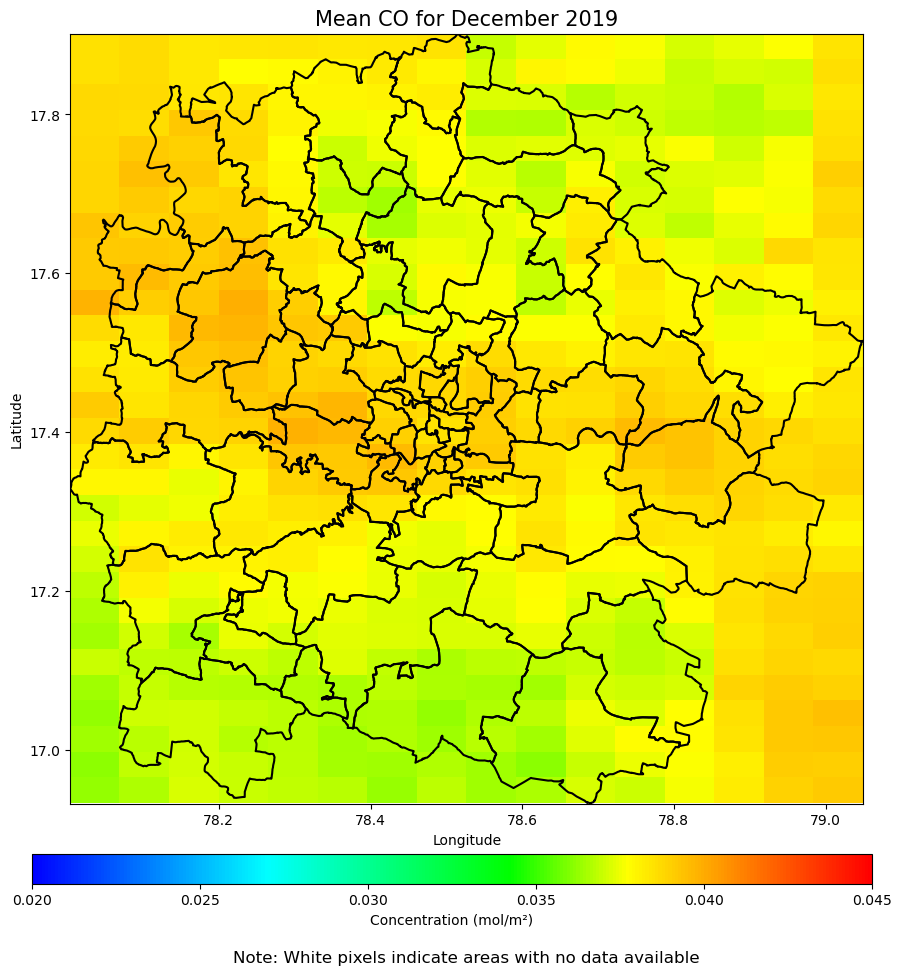 Mean CO for December 2019
17.8
17.6
17.4
17.2
17.0
Latitude
78.2 78.4 78.6 78.8 79.0
Longitude
0.020 0.025 0.030 0.035 0.040 0.045
Concentration (mol/m²)
Note: White pixels indicate areas with no data available